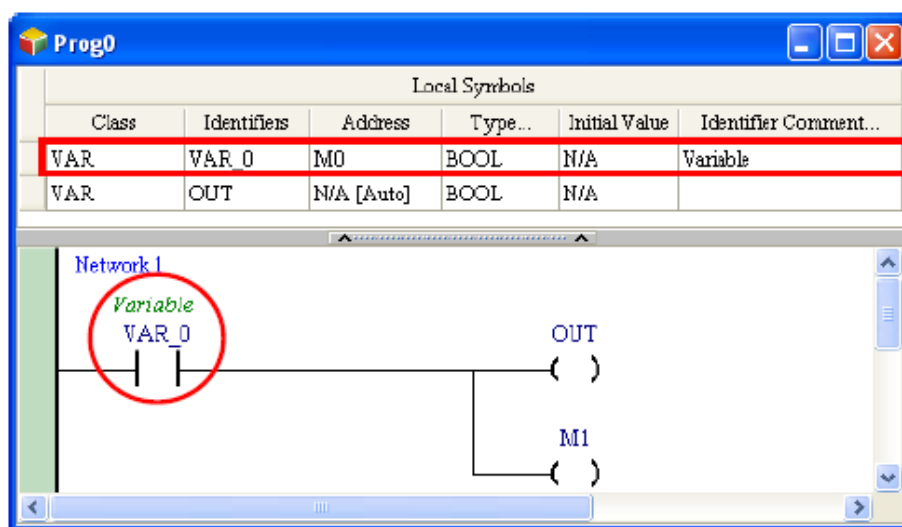 Prog0
Local Symbols
Class Identifiers Address Type... Initial Value Identifier Comment...
VAR VAR_0 M0 BOOL N/A Variable
VAR OUT N/A [Auto] BOOL N/A
Network 1
Variable
VAR_0 OUT
M1